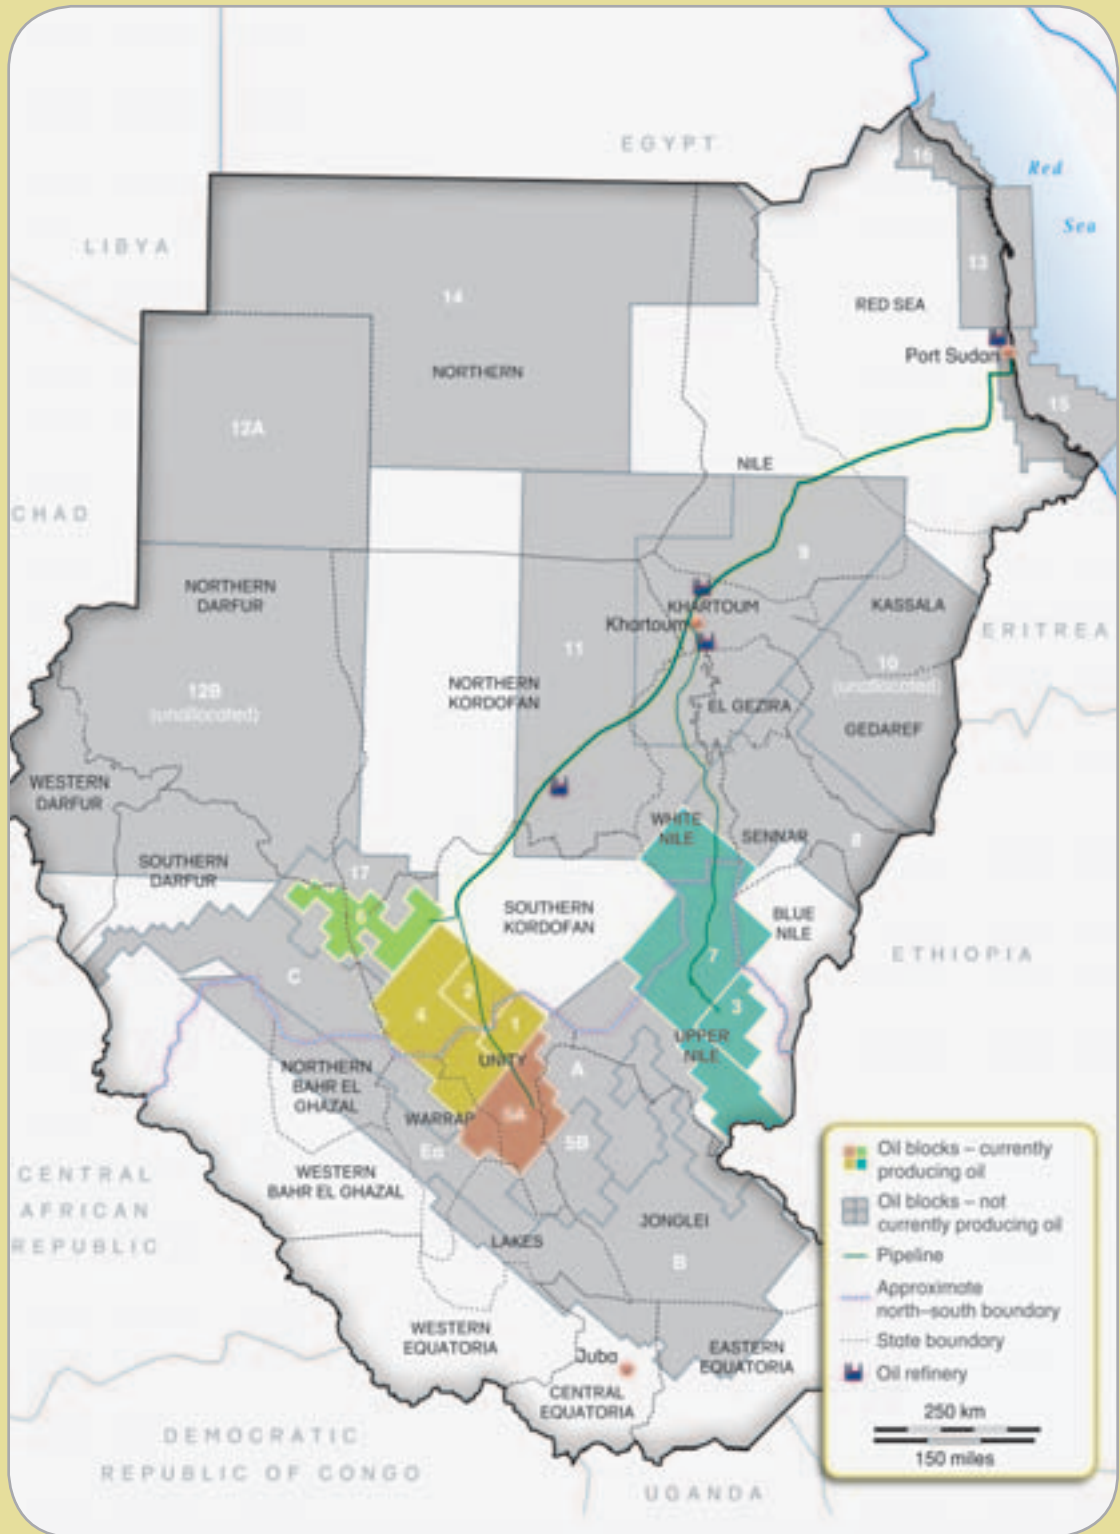 EGYPT
16
Red
Sea
LIBYA
13
14
RED SEA
Port Sudan
NORTHERN
15
12A
NILE
CHAD
9
NORTHERN
DARFUR
KHARTOUM
KASSALA
Khartoum
ERITREA
11
10
(unallocated)
12B
(unallocated)
NORTHERN
KORDOFAN
EL GEZIRA
GEDAREF
WESTERN
DARFUR
WHITE
NILE
SENNAR
8
SOUTHERN
DARFUR
17
6
SOUTHERN
KORDOFAN
BLUE
NILE
7
ETHIOPIA
C
2
4
1
3
UPPER
NILE
UNITY
A
NORTHERN
BAHR EL
GHAZAL
WARRAP
5A
5B
Ea
WESTERN
BAHR EL GHAZAL
CENTRAL
AFRICAN
REPUBLIC
JONGLEI
LAKES
B
WESTERN
EQUATORIA
EASTERN
EQUATORIA
Juba
CENTRAL
EQUATORIA
DEMOCRATIC
REPUBLIC OF CONGO
UGANDA
Oil blocks – currently
producing oil
Oil blocks – not
currently producing oil
Pipeline
Approximate
north–south boundary
State boundary
Oil refinery
250 km
150 miles